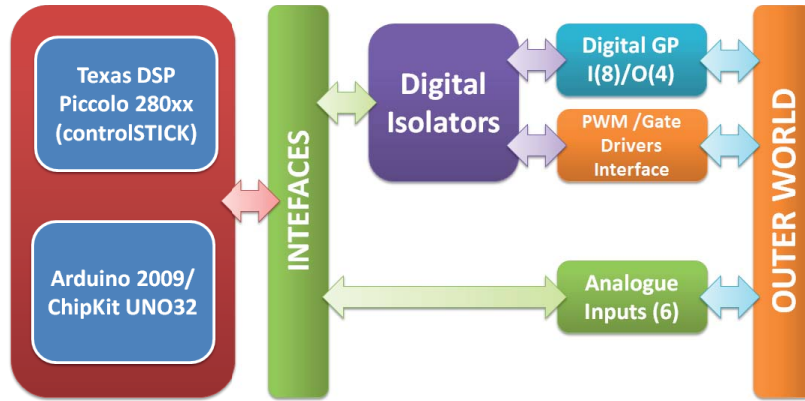 Texas DSP
Piccolo 280xx
(controlSTICK)
Arduino 2009/
ChipKit UNO32
INTEFACES
Digital
Isolators
Digital GP
I(8)/O(4)
PWM /Gate
Drivers
Interface
Analogue
Inputs (6)
OUTER WORLD